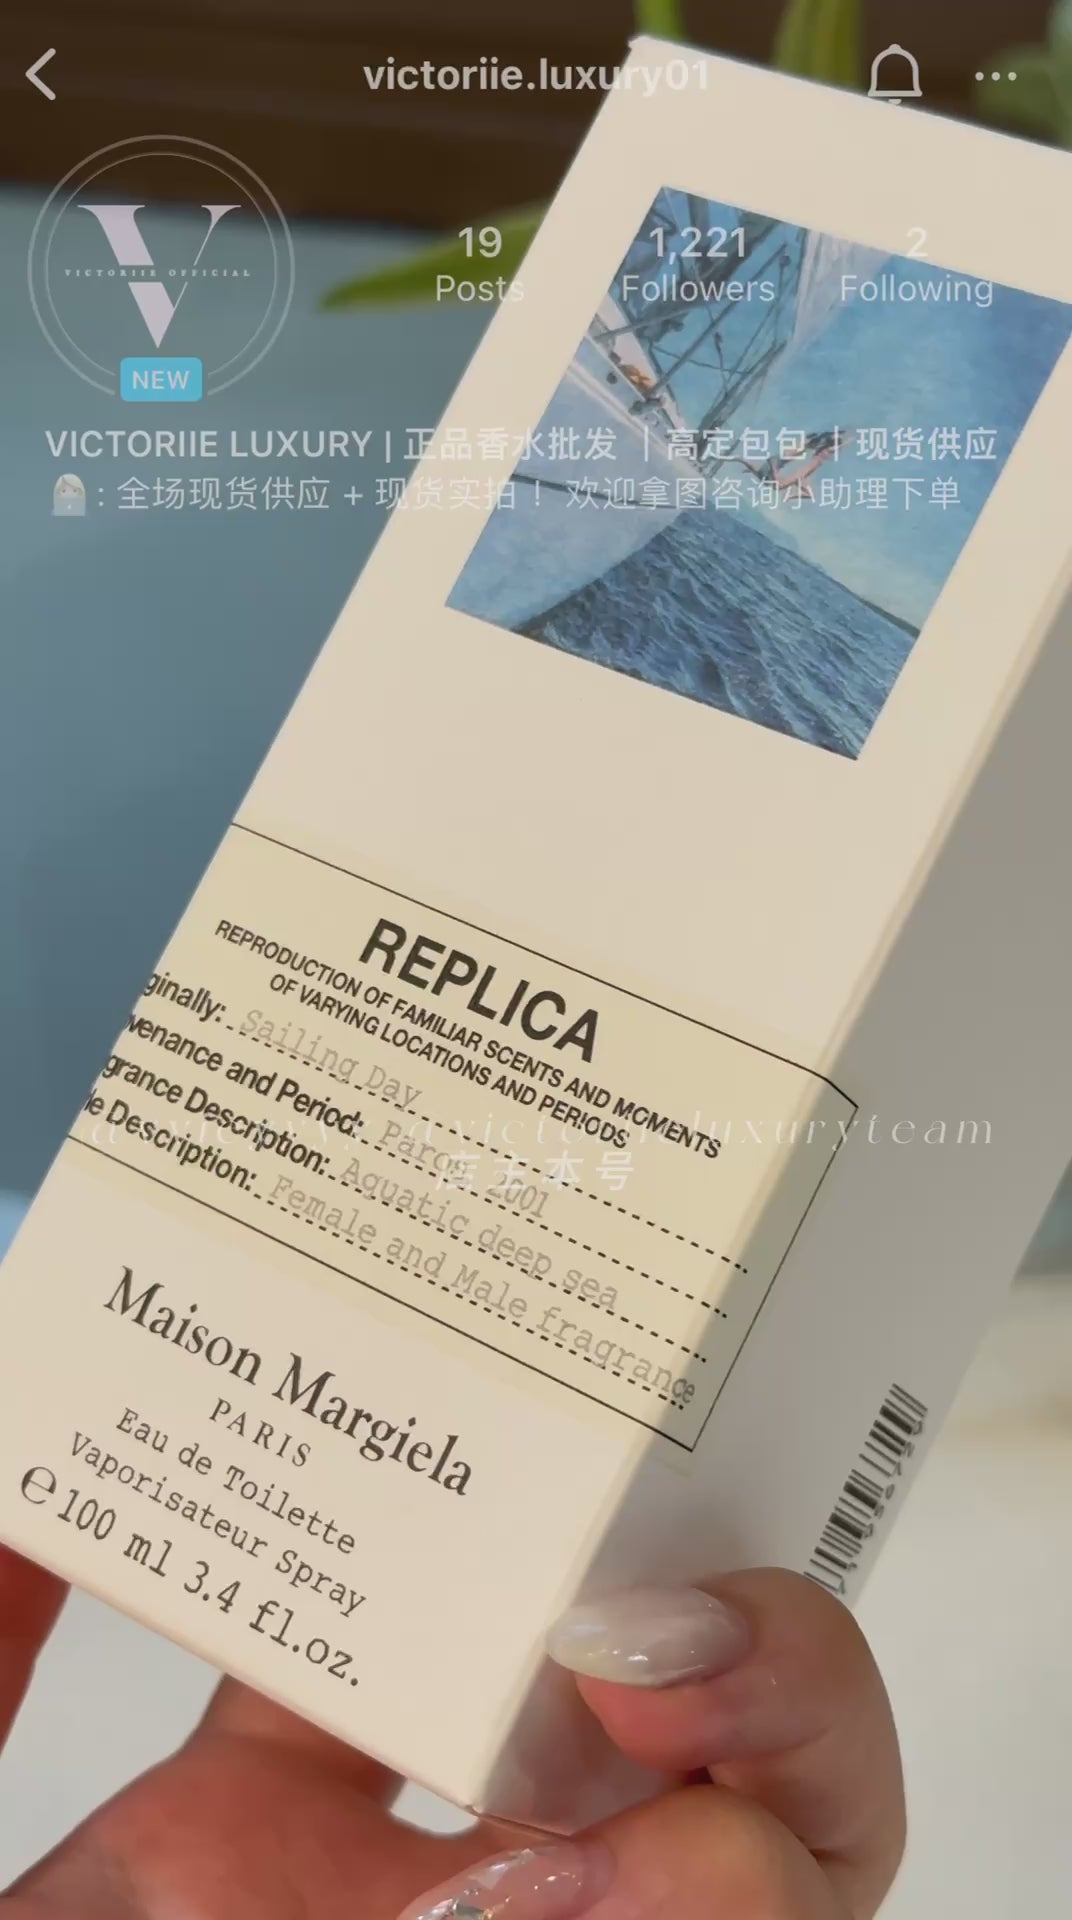 victoriie.luxury01
VICTORIIE OFFICIAL
NEW
19
Posts
1,221
Followers
2
Following
VICTORIIE LUXURY | 正品香水批发 | 高定包包 | 现货供应
: 全场现货供应 + 现货实拍！ 欢迎拿图咨询小助理下单
REPLICA
REPRODUCTION OF FAMILIAR SCENTS AND MOMENTS
OF VARYING LOCATIONS AND PERIODS
ginally: Sailing Day
venance and Period: Paros 2001
grance Description: Aquatic deep sea
le Description: Female and Male fragrance
店主本号
Maison Margiela
PARIS
Eau de Toilette
Vaporisateur Spray
℮ 100 ml 3.4 fl.oz.